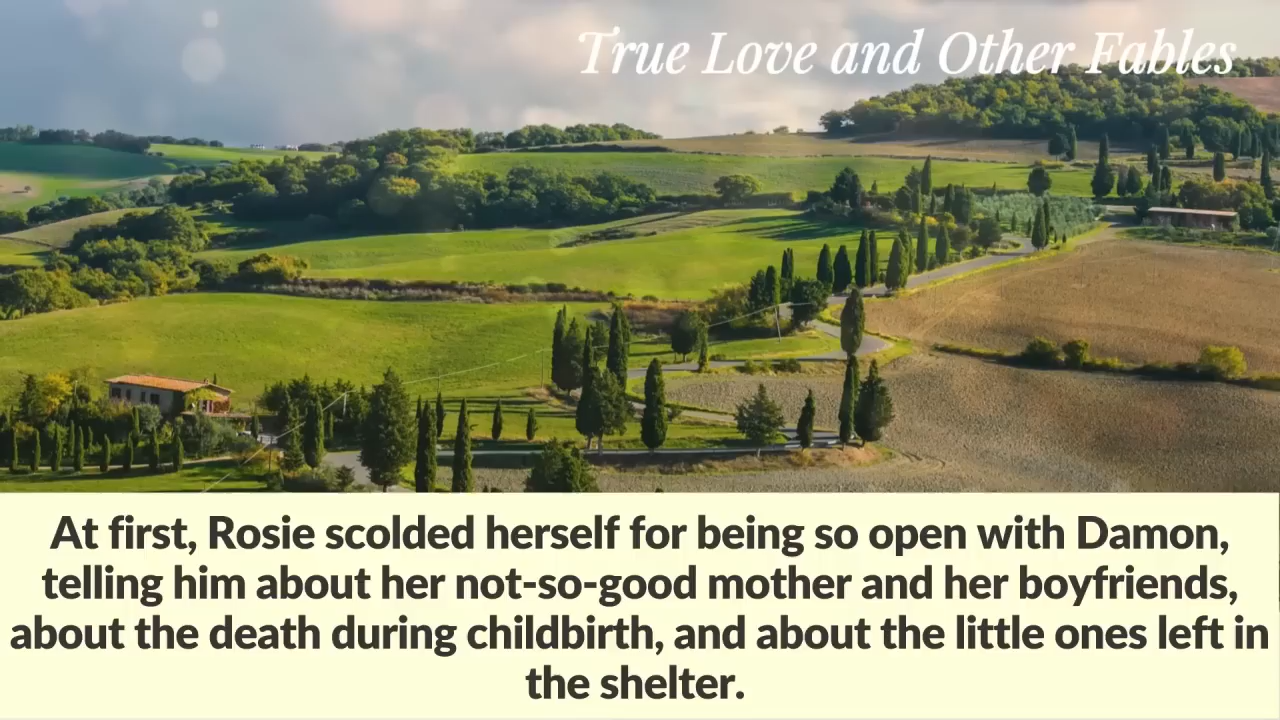 True Love and Other Fables
At first, Rosie scolded herself for being so open with Damon,
telling him about her not-so-good mother and her boyfriends,
about the death during childbirth, and about the little ones left in
the shelter.